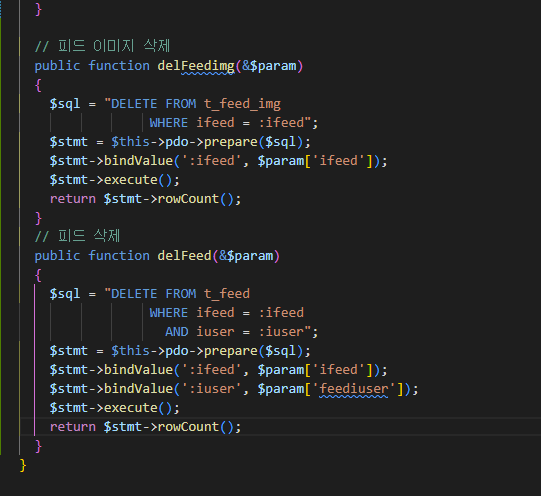 }
// 피드 이미지 삭제
public function delFeedimg(&$param)
{
$sql = "DELETE FROM t_feed_img
WHERE ifeed = :ifeed";
$stmt = $this->pdo->prepare($sql);
$stmt->bindValue(':ifeed', $param['ifeed']);
$stmt->execute();
return $stmt->rowCount();
}
// 피드 삭제
public function delFeed(&$param)
{
$sql = "DELETE FROM t_feed
WHERE ifeed = :ifeed
AND iuser = :iuser";
$stmt = $this->pdo->prepare($sql);
$stmt->bindValue(':ifeed', $param['ifeed']);
$stmt->bindValue(':iuser', $param['feediuser']);
$stmt->execute();
return $stmt->rowCount();
}
}